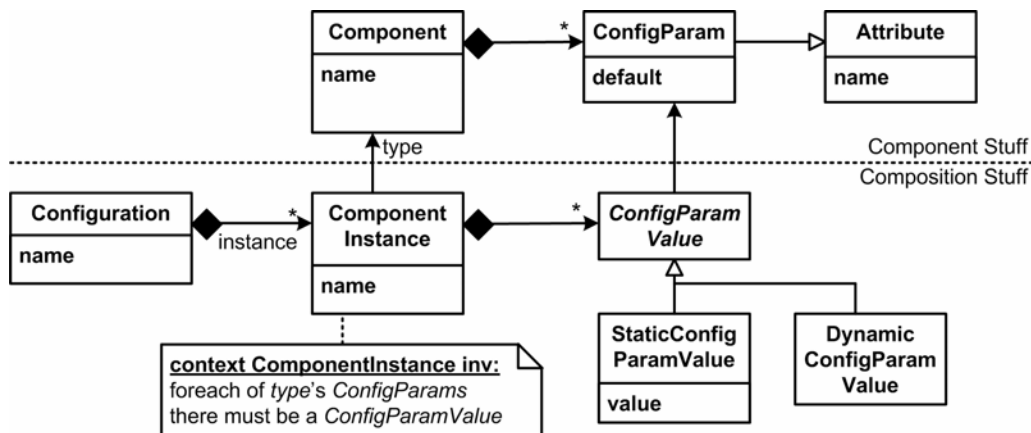 Component
name
*
ConfigParam
default
Attribute
name
type
Component Stuff
Composition Stuff
Configuration
name
*
instance
Component
Instance
name
*
ConfigParam
Value
StaticConfig
ParamValue
value
Dynamic
ConfigParam
Value
context ComponentInstance inv:
foreach of type's ConfigParams
there must be a ConfigParamValue